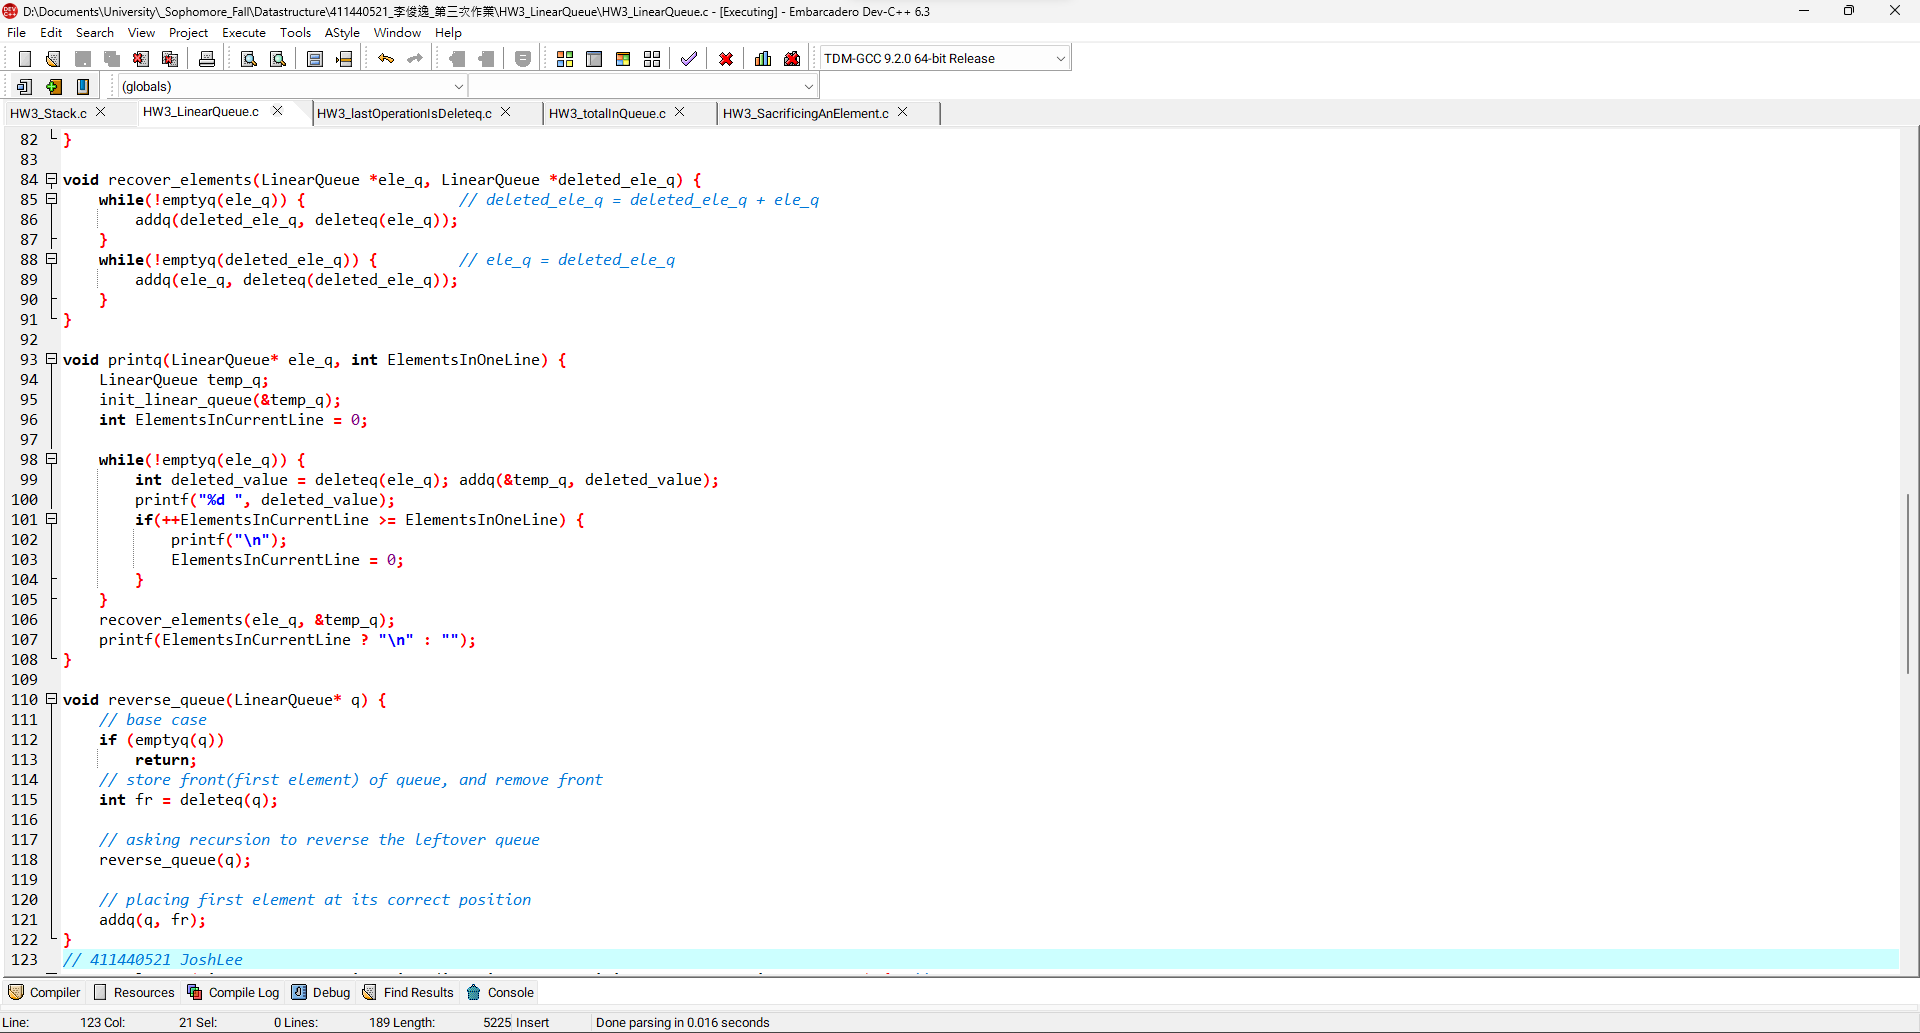 D:\Documents\University\_Sophomore_Fall\Datastructure\411440521_李俊逸_第三次作業\HW3_LinearQueue\HW3_LinearQueue.c - [Executing] - Embarcadero Dev-C++ 6.3
File Edit Search View Project Execute Tools AStyle Window Help
TDM-GCC 9.2.0 64-bit Release
(globals)
HW3_Stack.c HW3_LinearQueue.c HW3_lastOperationIsDeleteq.c HW3_totalInQueue.c HW3_SacrificingAnElement.c
82 }
83
84 void recover_elements(LinearQueue *ele_q, LinearQueue *deleted_ele_q) {
85 while(!emptyq(ele_q)) { // deleted_ele_q = deleted_ele_q + ele_q
86 addq(deleted_ele_q, deleteq(ele_q));
87 }
88 while(!emptyq(deleted_ele_q)) { // ele_q = deleted_ele_q
89 addq(ele_q, deleteq(deleted_ele_q));
90 }
91 }
92
93 void printq(LinearQueue* ele_q, int ElementsInOneLine) {
94 LinearQueue temp_q;
95 init_linear_queue(&temp_q);
96 int ElementsInCurrentLine = 0;
97
98 while(!emptyq(ele_q)) {
99 int deleted_value = deleteq(ele_q); addq(&temp_q, deleted_value);
100 printf("%d ", deleted_value);
101 if(++ElementsInCurrentLine >= ElementsInOneLine) {
102 printf("\n");
103 ElementsInCurrentLine = 0;
104 }
105 }
106 recover_elements(ele_q, &temp_q);
107 printf(ElementsInCurrentLine ? "\n" : "");
108 }
109
110 void reverse_queue(LinearQueue* q) {
111 // base case
112 if (emptyq(q))
113 return;
114 // store front(first element) of queue, and remove front
115 int fr = deleteq(q);
116
117 // asking recursion to reverse the leftover queue
118 reverse_queue(q);
119
120 // placing first element at its correct position
121 addq(q, fr);
122 }
123 // 411440521 JoshLee
Compiler Resources Compile Log Debug Find Results Console
Line: 123 Col: 21 Sel: 0 Lines: 189 Length: 5225 Insert Done parsing in 0.016 seconds